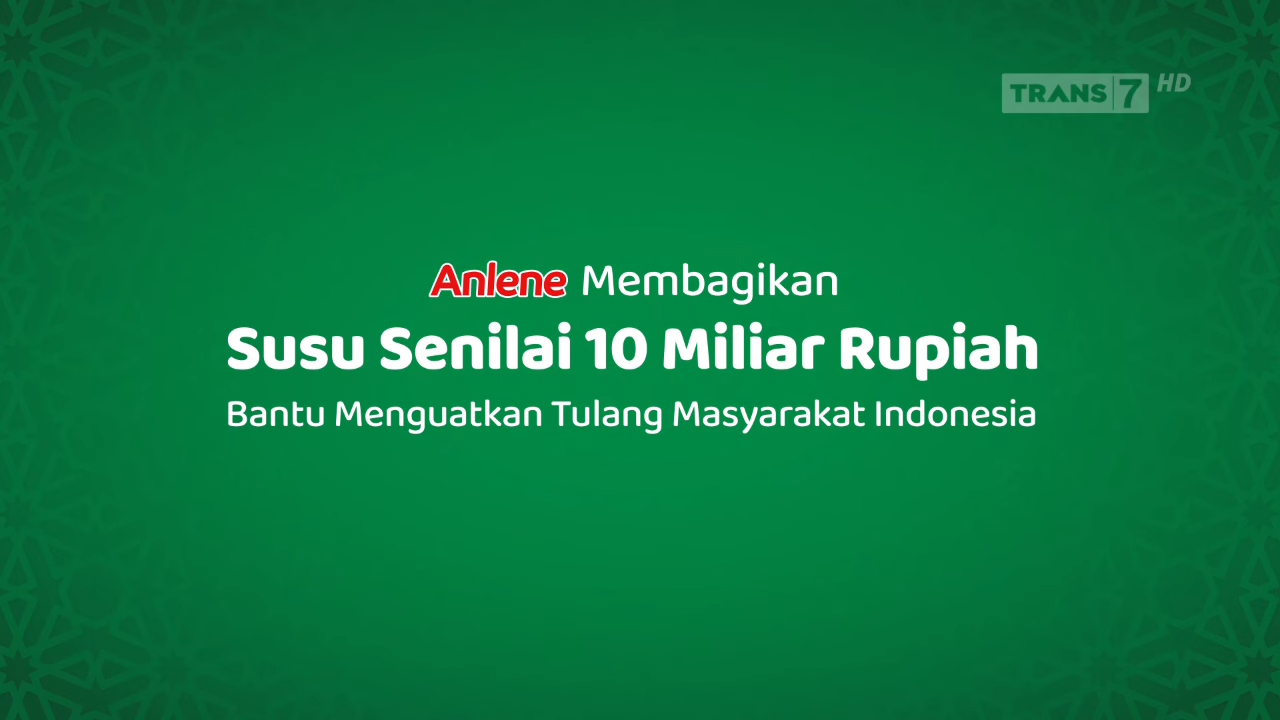 TRANS|7 HD
Anlene Membagikan
Susu Senilai 10 Miliar Rupiah
Bantu Menguatkan Tulang Masyarakat Indonesia